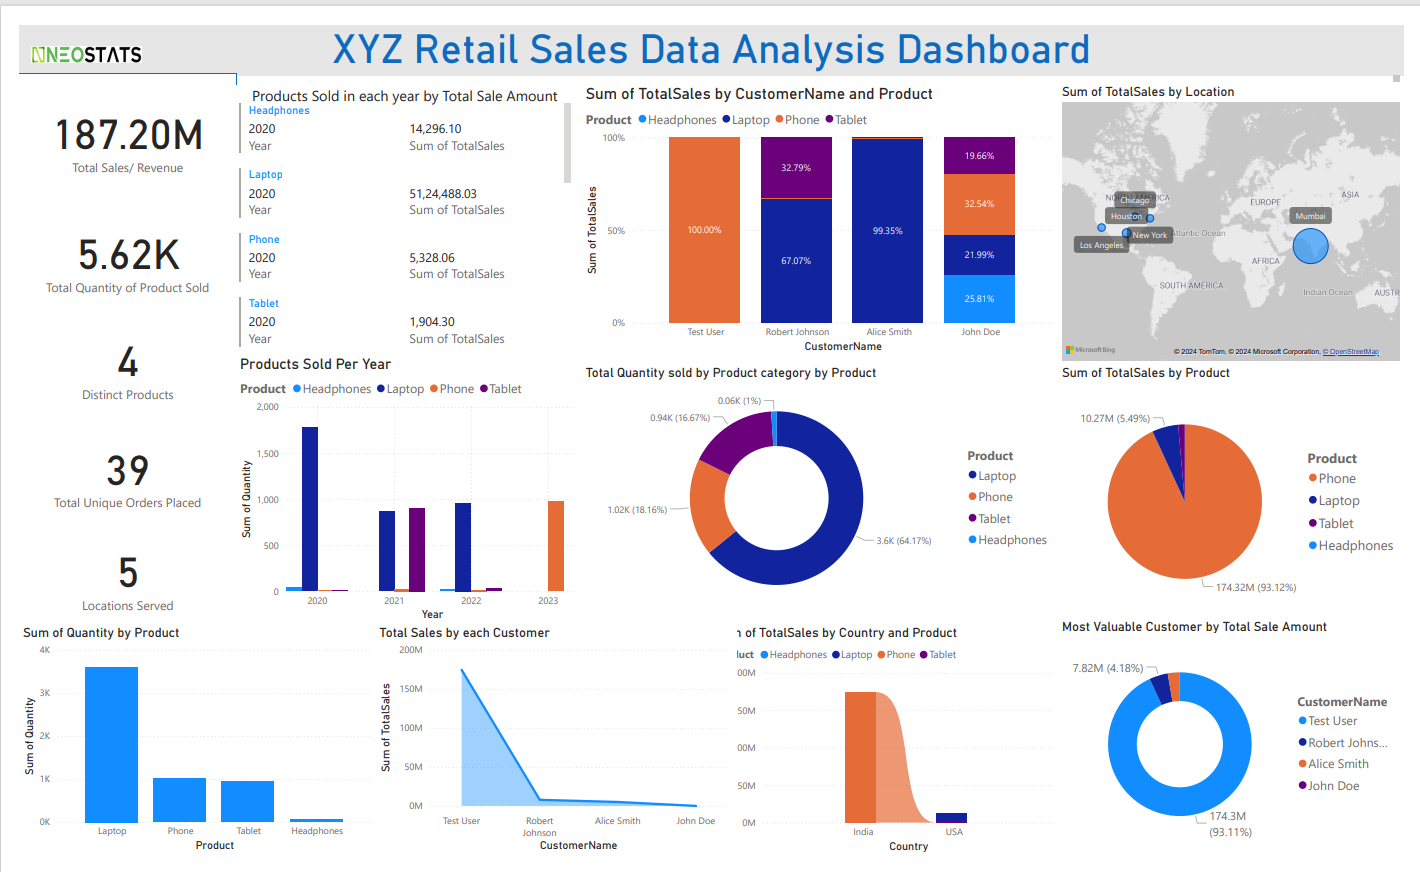 NEOSTATS
XYZ Retail Sales Data Analysis Dashboard
187.20M
Total Sales/ Revenue
5.62K
Total Quantity of Product Sold
4
Distinct Products
39
Total Unique Orders Placed
5
Locations Served
Products Sold in each year by Total Sale Amount
Headphones
2020 14,296.10
Year Sum of TotalSales
Laptop
2020 51,24,488.03
Year Sum of TotalSales
Phone
2020 5,328.06
Year Sum of TotalSales
Tablet
2020 1,904.30
Year Sum of TotalSales
Sum of TotalSales by CustomerName and Product
Product Headphones Laptop Phone Tablet
Sum of TotalSales
100%
50%
0%
100.00%
32.79%
67.07%
99.35%
19.66%
32.54%
21.99%
25.81%
Test User Robert Johnson Alice Smith John Doe
CustomerName
Sum of TotalSales by Location
NORTH AMERICA
Chicago
Houston
New York
Los Angeles
Mumbai
EUROPE
ASIA
Atlantic Ocean
AFRICA
SOUTH AMERICA
Indian Ocean
AUSTR
Microsoft Bing
© 2024 TomTom, © 2024 Microsoft Corporation, © OpenStreetMap
Products Sold Per Year
Product Headphones Laptop Phone Tablet
Sum of Quantity
2,000
1,500
1,000
500
0
2020 2021 2022 2023
Year
Total Quantity sold by Product category by Product
0.06K (1%)
0.94K (16.67%)
1.02K (18.16%)
3.6K (64.17%)
Product
Laptop
Phone
Tablet
Headphones
Sum of TotalSales by Product
10.27M (5.49%)
174.32M (93.12%)
Product
Phone
Laptop
Tablet
Headphones
Sum of Quantity by Product
Sum of Quantity
4K
3K
2K
1K
0K
Laptop Phone Tablet Headphones
Product
Total Sales by each Customer
Sum of TotalSales
200M
150M
100M
50M
0M
Test User Robert Johnson Alice Smith John Doe
CustomerName
n of TotalSales by Country and Product
luct Headphones Laptop Phone Tablet
00M
50M
00M
50M
0M
India USA
Country
Most Valuable Customer by Total Sale Amount
7.82M (4.18%)
174.3M
(93.11%)
CustomerName
Test User
Robert Johns...
Alice Smith
John Doe